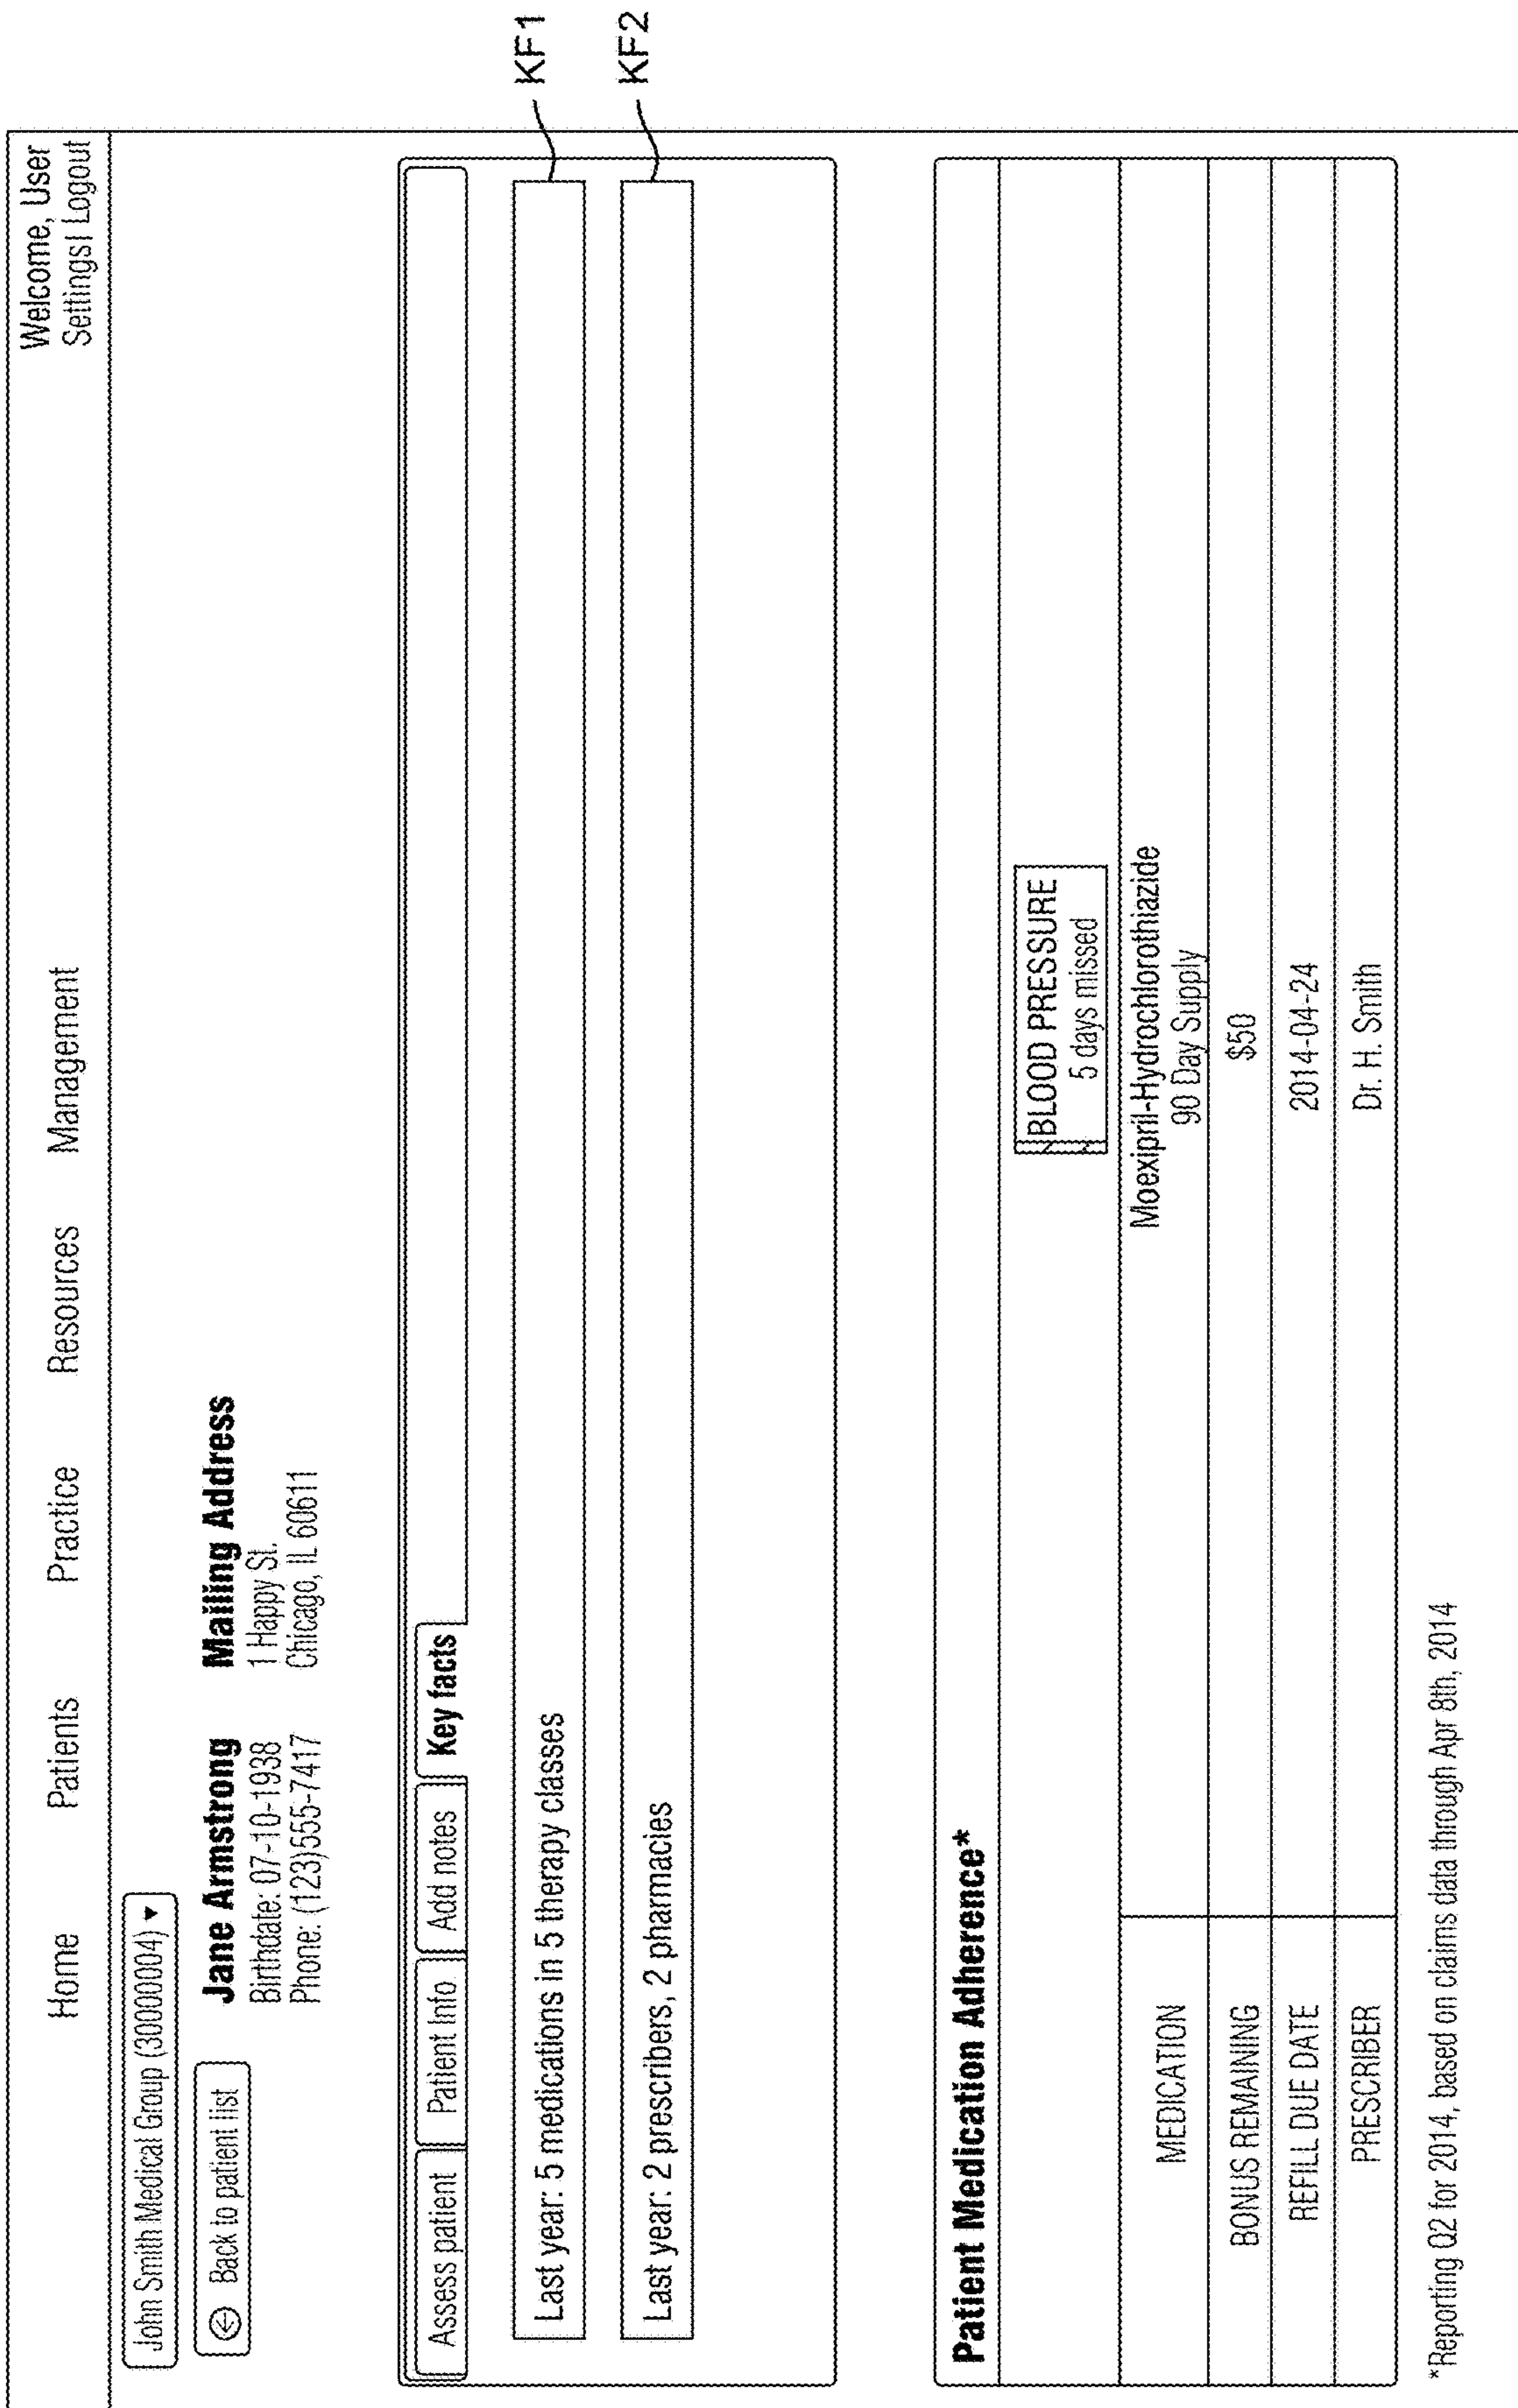 Home Patients Practice Resources Management
Welcome, User
Settings | Logout
John Smith Medical Group (30000004) ▾
Back to patient list
Jane Armstrong
Birthdate: 07-10-1938
Phone: (123)555-7417
Mailing Address
1 Happy St.
Chicago, IL 60611
Assess patient Patient Info Add notes Key facts
Last year: 5 medications in 5 therapy classes
KF1
Last year: 2 prescribers, 2 pharmacies
KF2
Patient Medication Adherence*
BLOOD PRESSURE
5 days missed
MEDICATION
Moexipril-Hydrochlorothiazide
90 Day Supply
BONUS REMAINING $50
REFILL DUE DATE 2014-04-24
PRESCRIBER Dr. H. Smith
*Reporting Q2 for 2014, based on claims data through Apr 8th, 2014